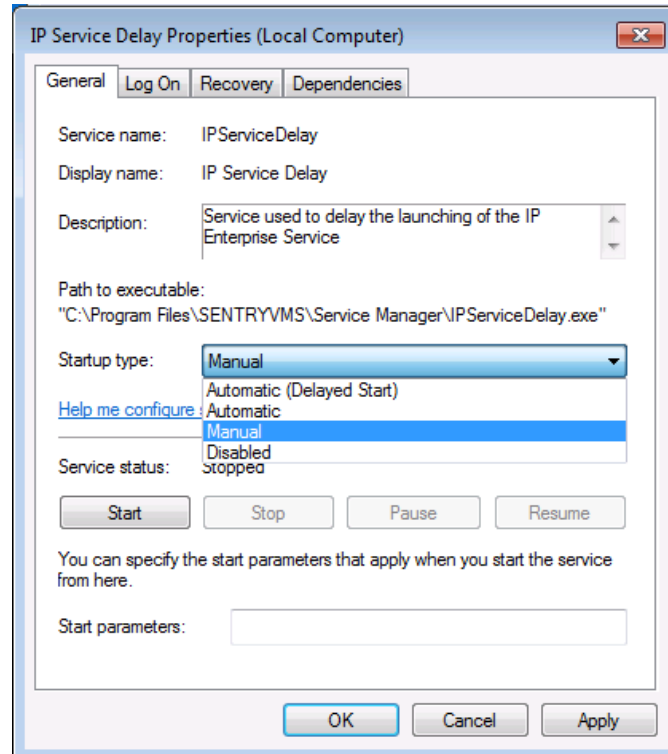 IP Service Delay Properties (Local Computer)
General Log On Recovery Dependencies
Service name: IPServiceDelay
Display name: IP Service Delay
Description: Service used to delay the launching of the IP
Enterprise Service
Path to executable:
"C:\Program Files\SENTRYVMS\Service Manager\IPServiceDelay.exe"
Startup type: Manual
Automatic (Delayed Start)
Help me configure Automatic
Manual
Disabled
Service status: Stopped
Start Stop Pause Resume
You can specify the start parameters that apply when you start the service
from here.
Start parameters:
OK Cancel Apply